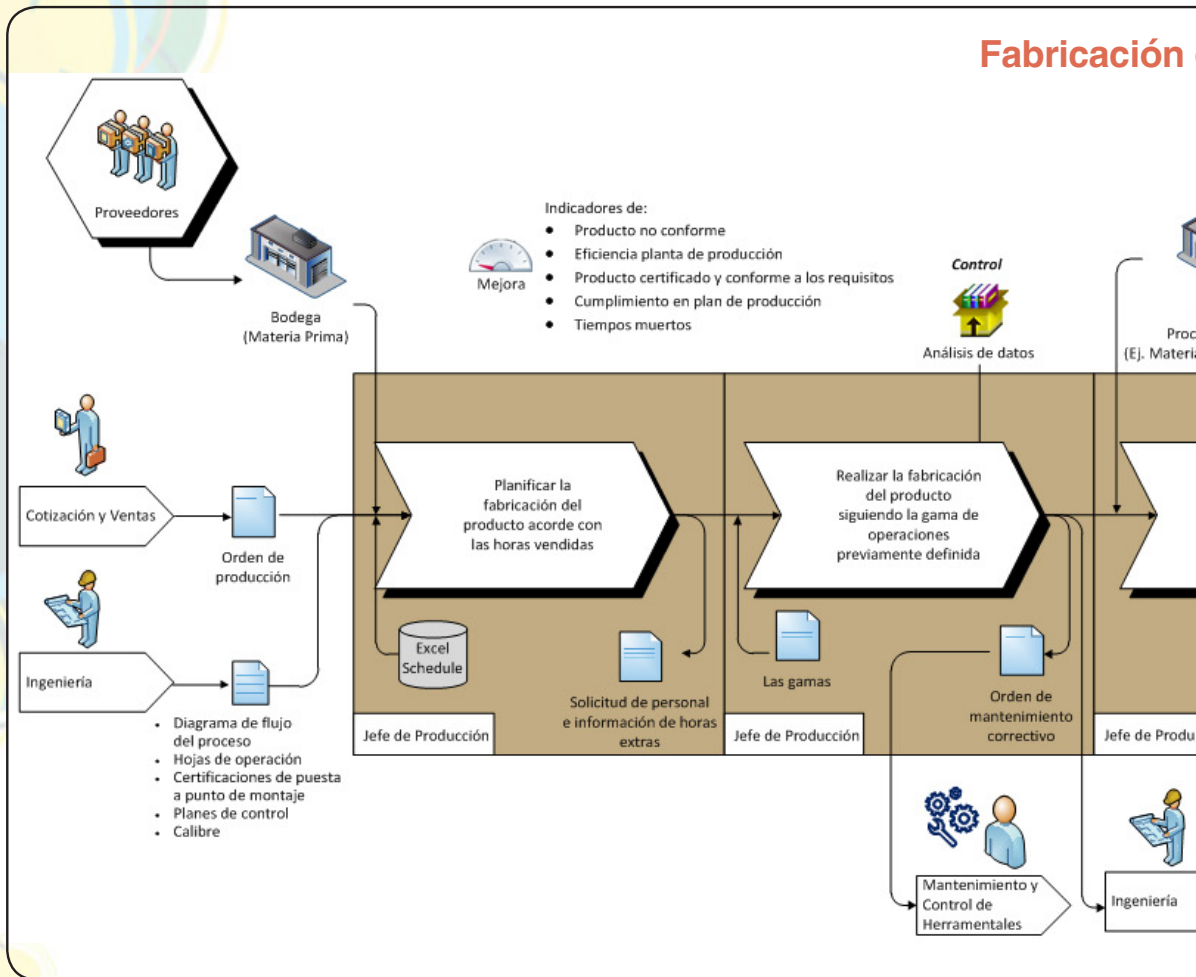 Fabricación
Proveedores
Bodega
(Materia Prima)
Mejora
Indicadores de:
● Producto no conforme
● Eficiencia planta de producción
● Producto certificado y conforme a los requisitos
● Cumplimiento en plan de producción
● Tiempos muertos
Control
Análisis de datos
(Ej.
Cotización y Ventas
Orden de
producción
Ingeniería
• Diagrama de flujo
del proceso
• Hojas de operación
• Certificaciones de puesta
a punto de montaje
• Planes de control
• Calibre
Planificar la
fabricación del
producto acorde con
las horas vendidas
Excel
Schedule
Solicitud de personal
e información de horas
extras
Jefe de Producción
Realizar la fabricación
del producto
siguiendo la gama de
operaciones
previamente definida
Las gamas
Orden de
mantenimiento
correctivo
Jefe de Producción
Jefe de
Mantenimiento y
Control de
Herramentales
Ingeniería